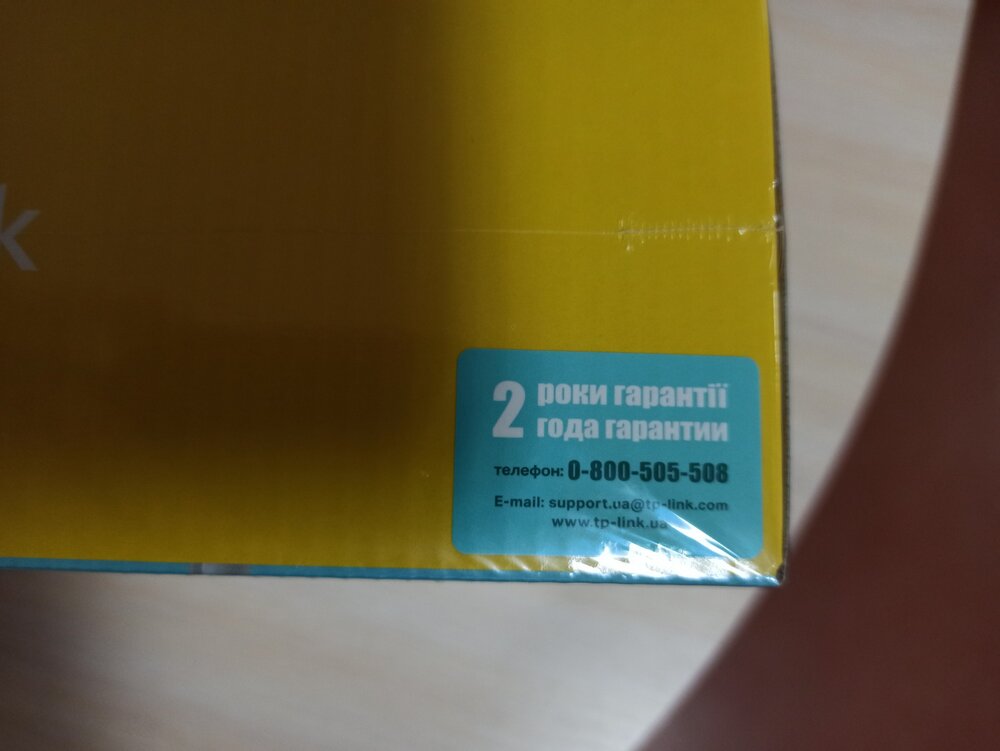 k
2 роки гарантії
года гарантии
телефон: 0-800-505-508
E-mail: support.ua@tp-link.com
www.tp-link.ua